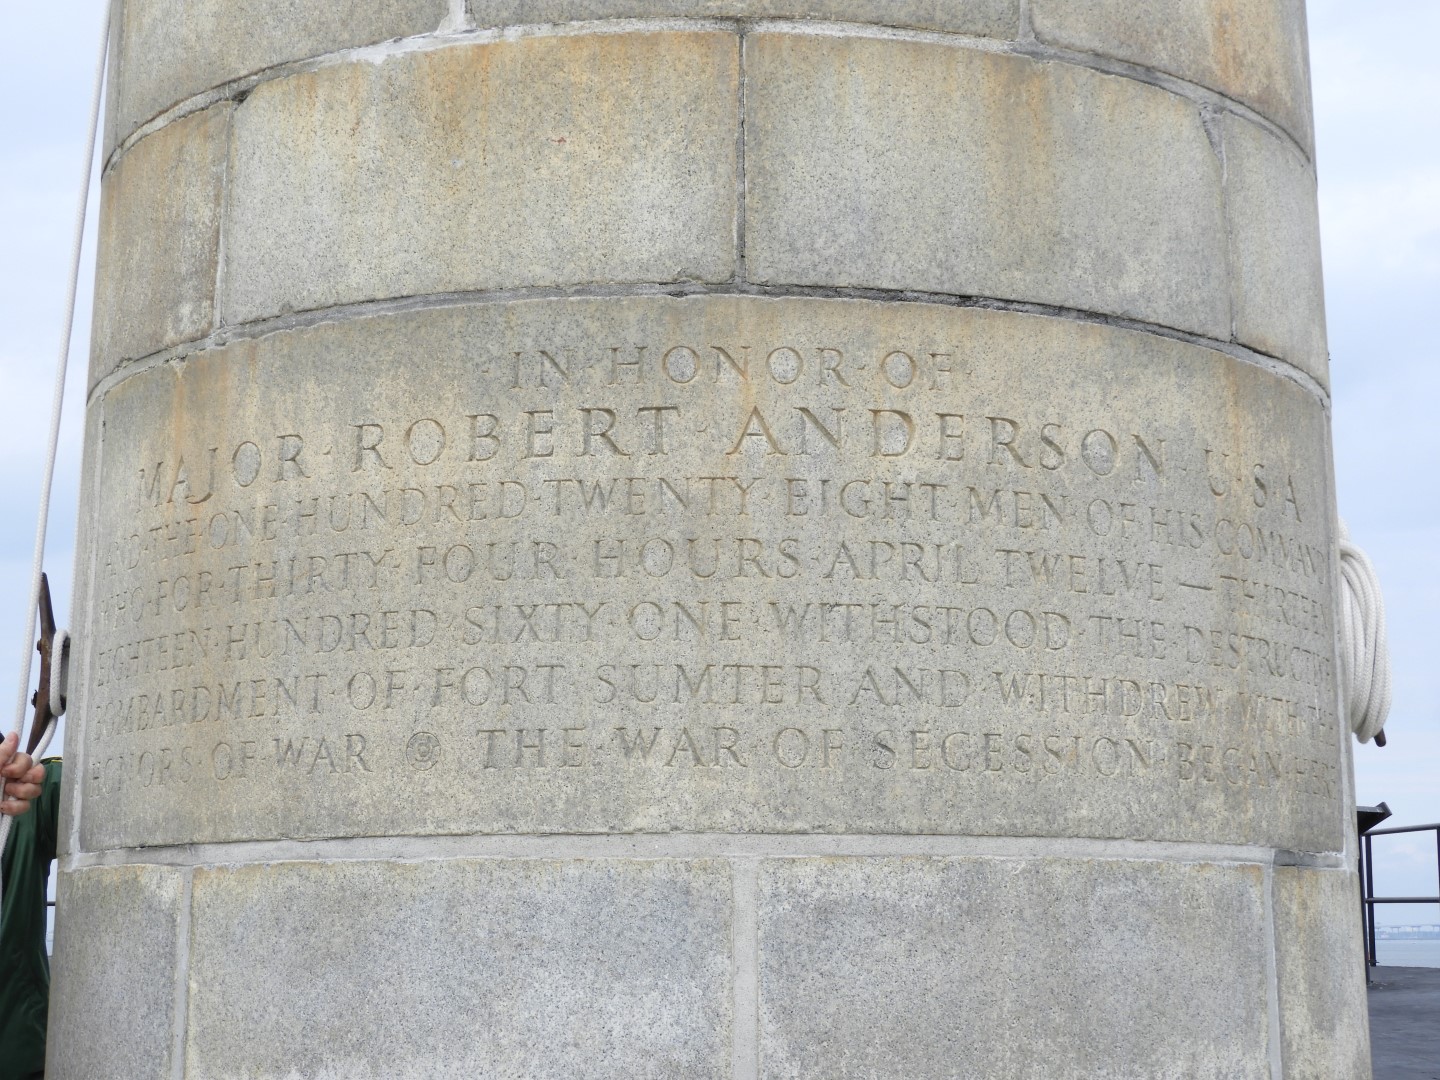 IN·HONOR·OF
MAJOR·ROBERT·ANDERSON·U·S·A
AND·THE·ONE·HUNDRED·TWENTY·EIGHT·MEN·OF·HIS·COMMAND
WHO·FOR·THIRTY·FOUR·HOURS·APRIL·TWELVE—THIRTEEN
EIGHTEEN·HUNDRED·SIXTY·ONE·WITHSTOOD·THE·DESTRUCTIVE
BOMBARDMENT·OF·FORT·SUMTER·AND·WITHDREW·WITH·THE
HONORS·OF·WAR THE·WAR·OF·SECESSION·BEGAN·HERE